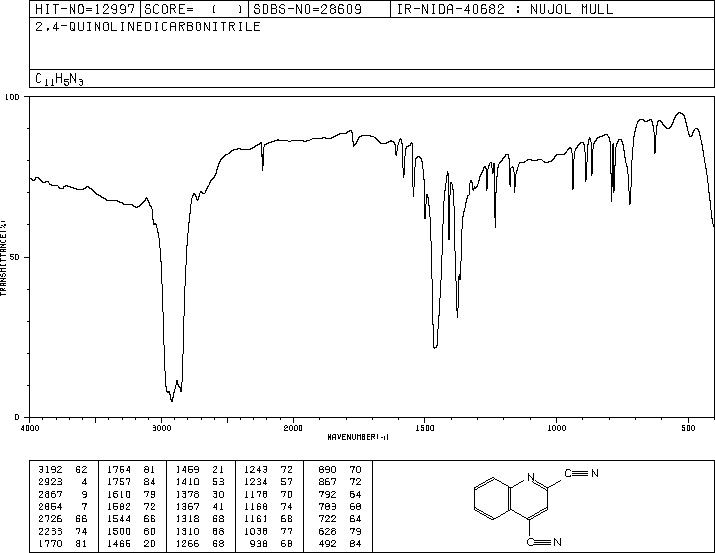 HIT-NO=12997 SCORE= ( ) SDBS-NO=28609 IR-NIDA-40682 : NUJOL MULL
2,4-QUINOLINEDICARBONITRILE
C11H5N3
100
50
0
TRANSMITTANCE(%)
4000 3000 2000 1500 1000 500
WAVENUMBER(-1)
3192 62 1764 81 1469 21 1243 72 890 70
2923 4 1757 84 1410 53 1234 57 867 72
2867 9 1610 79 1378 30 1178 70 792 64
2854 7 1582 72 1367 41 1168 74 783 68
2726 66 1544 66 1318 68 1161 68 722 64
2233 74 1500 60 1310 68 1038 77 628 79
1770 81 1466 20 1266 68 938 68 492 84
N C≡N
C≡N